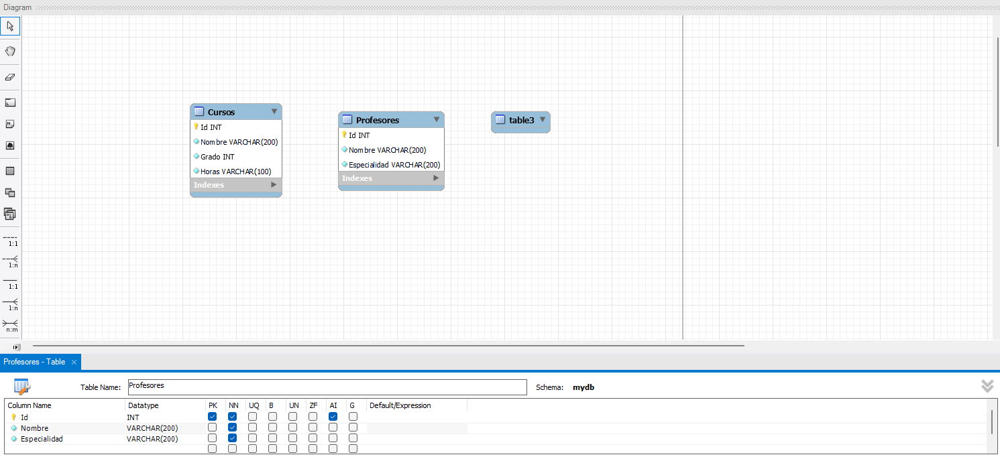 Diagram
Cursos
Id INT
Nombre VARCHAR(200)
Grado INT
Horas VARCHAR(100)
Indexes
Profesores
Id INT
Nombre VARCHAR(200)
Especialidad VARCHAR(200)
Indexes
table3
1:1
1:n
1:1
1:n
n:m
Profesores - Table
Table Name: Profesores Schema: mydb
Column Name Datatype PK NN UQ B UN ZF AI G Default/Expression
Id INT
Nombre VARCHAR(200)
Especialidad VARCHAR(200)